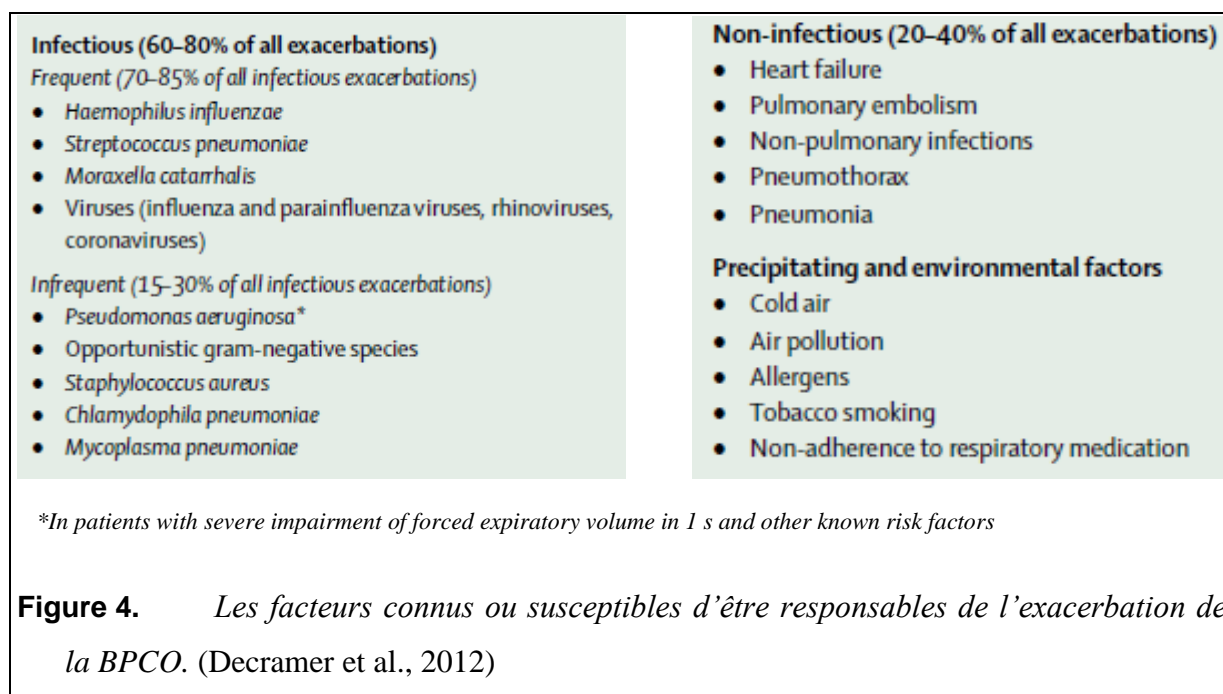 Infectious (60–80% of all exacerbations)
Frequent (70–85% of all infectious exacerbations)
• Haemophilus influenzae
• Streptococcus pneumoniae
• Moraxella catarrhalis
• Viruses (influenza and parainfluenza viruses, rhinoviruses,
coronaviruses)
Infrequent (15–30% of all infectious exacerbations)
• Pseudomonas aeruginosa*
• Opportunistic gram-negative species
• Staphylococcus aureus
• Chlamydophila pneumoniae
• Mycoplasma pneumoniae
Non-infectious (20–40% of all exacerbations)
• Heart failure
• Pulmonary embolism
• Non-pulmonary infections
• Pneumothorax
• Pneumonia
Precipitating and environmental factors
• Cold air
• Air pollution
• Allergens
• Tobacco smoking
• Non-adherence to respiratory medication
*In patients with severe impairment of forced expiratory volume in 1 s and other known risk factors
Figure 4. Les facteurs connus ou susceptibles d’être responsables de l’exacerbation de
la BPCO. (Decramer et al., 2012)